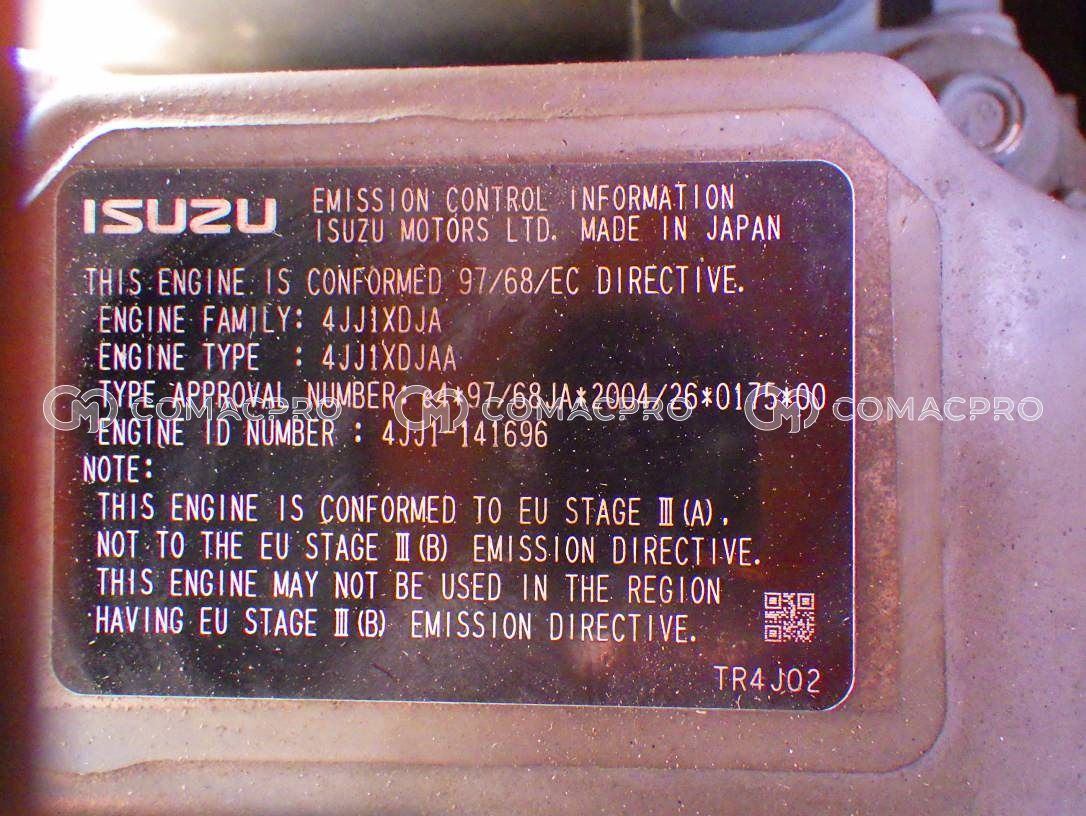 ISUZU
EMISSION CONTROL INFORMATION
ISUZU MOTORS LTD. MADE IN JAPAN
THIS ENGINE IS CONFORMED 97/68/EC DIRECTIVE.
ENGINE FAMILY: 4JJ1XDJA
ENGINE TYPE : 4JJ1XDJAA
TYPE APPROVAL NUMBER: e4*97/68JA*2004/26*0175*00
COMACPRO COMACPRO COMACPRO
ENGINE ID NUMBER : 4JJ1-141696
NOTE:
THIS ENGINE IS CONFORMED TO EU STAGE Ⅲ(A),
NOT TO THE EU STAGE Ⅲ(B) EMISSION DIRECTIVE.
THIS ENGINE MAY NOT BE USED IN THE REGION
HAVING EU STAGE Ⅲ(B) EMISSION DIRECTIVE.
TR4J02